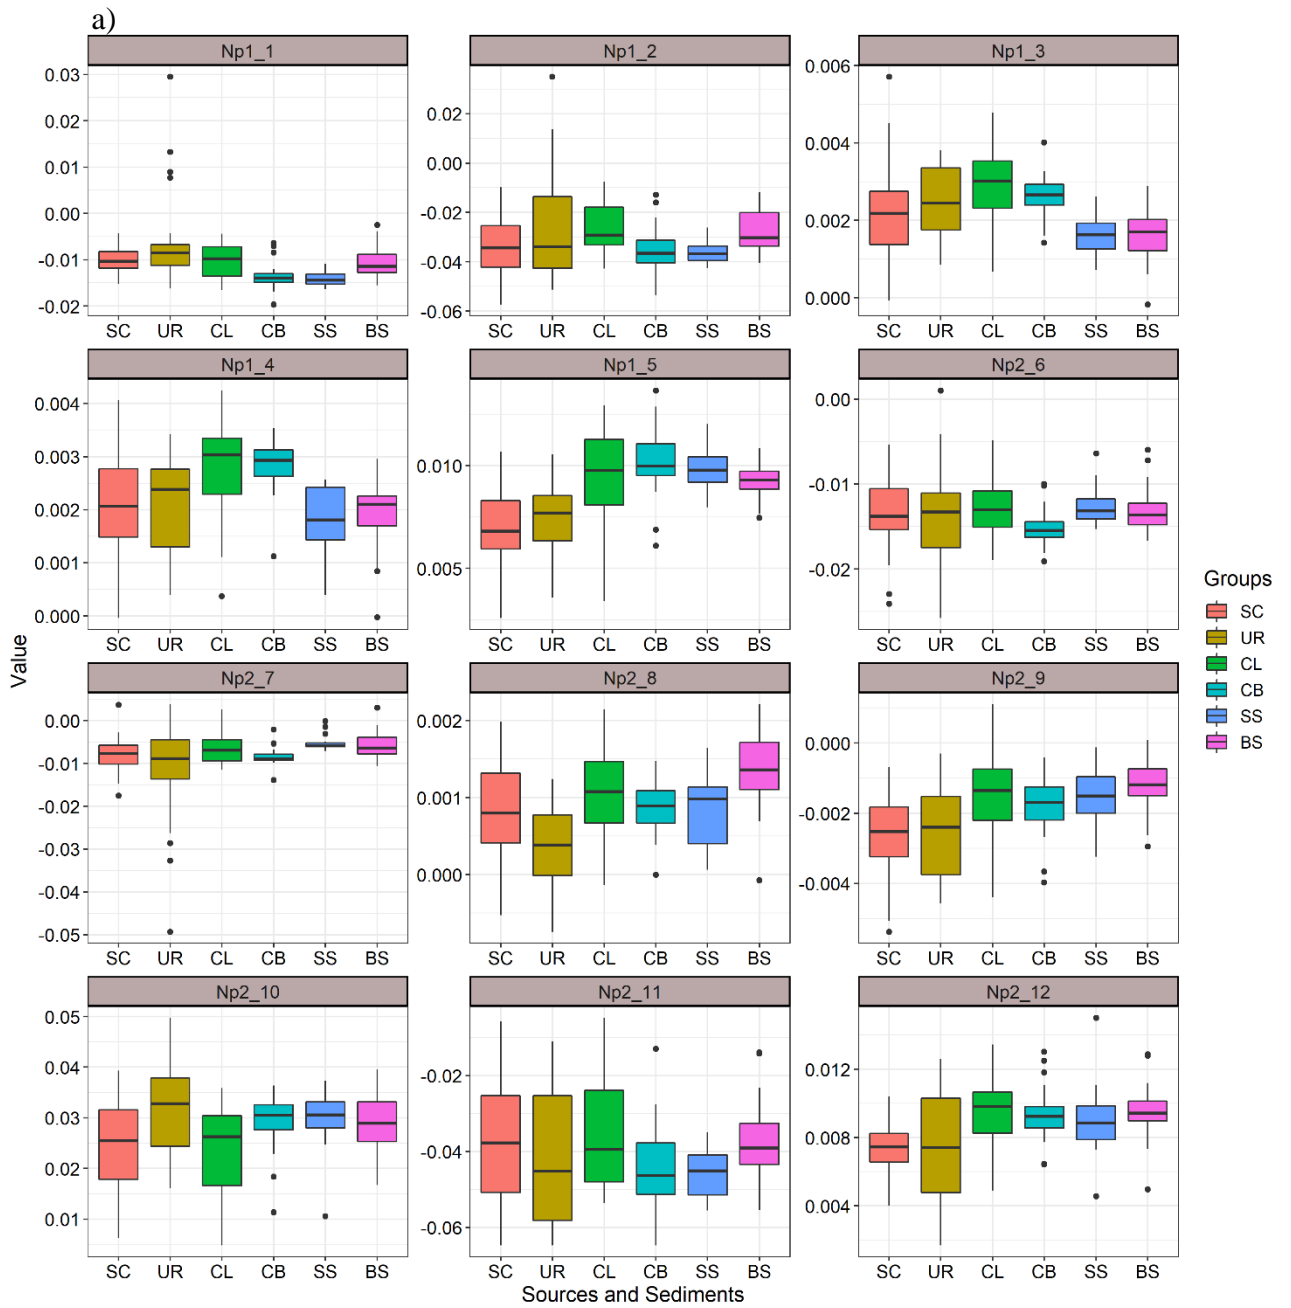 a)
Np1_1 Np1_2 Np1_3
0.03
0.02
0.01
0.00
-0.01
-0.02
0.02
0.00
-0.02
-0.04
-0.06
0.006
0.004
0.002
0.000
SC UR CL CB SS BS SC UR CL CB SS BS SC UR CL CB SS BS
Np1_4 Np1_5 Np2_6
0.004
0.003
0.002
0.001
0.000
0.010
0.005
0.00
-0.01
-0.02
SC UR CL CB SS BS SC UR CL CB SS BS SC UR CL CB SS BS
Np2_7 Np2_8 Np2_9
0.00
-0.01
-0.02
-0.03
-0.04
-0.05
0.002
0.001
0.000
0.000
-0.002
-0.004
SC UR CL CB SS BS SC UR CL CB SS BS SC UR CL CB SS BS
Np2_10 Np2_11 Np2_12
0.05
0.04
0.03
0.02
0.01
-0.02
-0.04
-0.06
0.012
0.008
0.004
SC UR CL CB SS BS SC UR CL CB SS BS SC UR CL CB SS BS
Value
Sources and Sediments
Groups
SC
UR
CL
CB
SS
BS